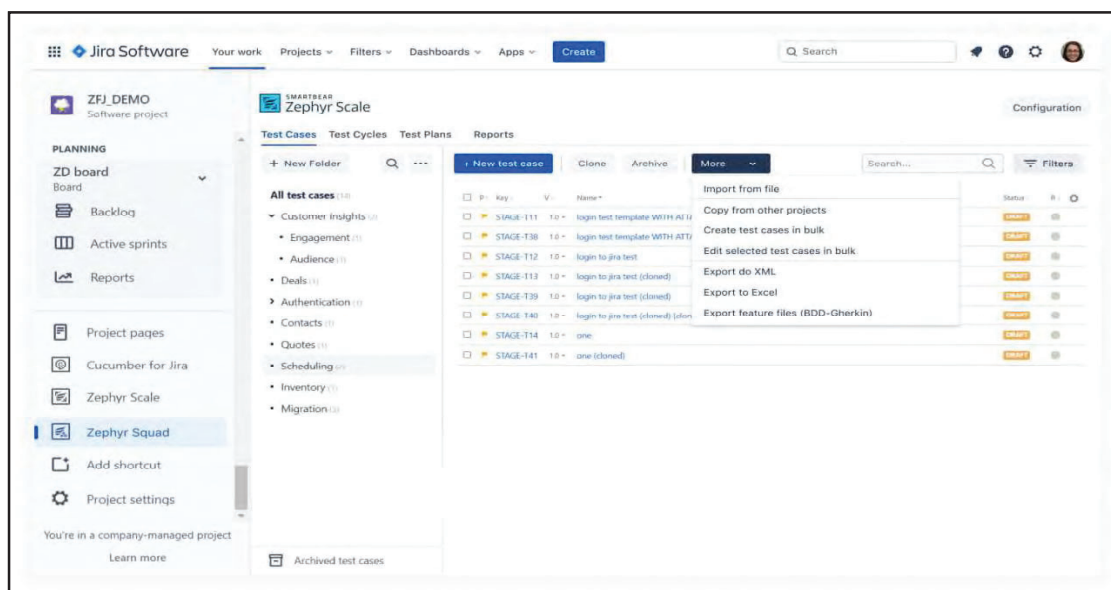 Jira Software Your work Projects Filters Dashboards Apps Create Search
ZFJ_DEMO
Software project
PLANNING
ZD board
Board
Backlog
Active sprints
Reports
Project pages
Cucumber for Jira
Zephyr Scale
Zephyr Squad
Add shortcut
Project settings
You're in a company-managed project
Learn more
SMARTBEAR
Zephyr Scale
Configuration
Test Cases Test Cycles Test Plans Reports
+ New Folder
All test cases
Customer Insights
Engagement
Audience
Deals
Authentication
Contacts
Quotes
Scheduling
Inventory
Migration
Archived test cases
+ New test case Clone Archive More Search... Filters
Import from file
Copy from other projects
Create test cases in bulk
Edit selected test cases in bulk
Export do XML
Export to Excel
Export feature files (BDD-Gherkin)
P Key V Name Status
STAGE-T11 1.0 login test template WITH DRAFT
STAGE-T38 1.0 login test template WITH DRAFT
STAGE-T12 1.0 login to jira test DRAFT
STAGE-T13 1.0 login to jira test (cloned) DRAFT
STAGE-T39 1.0 login to jira test (cloned) DRAFT
STAGE-T40 1.0 login to jira test (cloned) DRAFT
STAGE-T14 1.0 one DRAFT
STAGE-T41 1.0 one (cloned) DRAFT